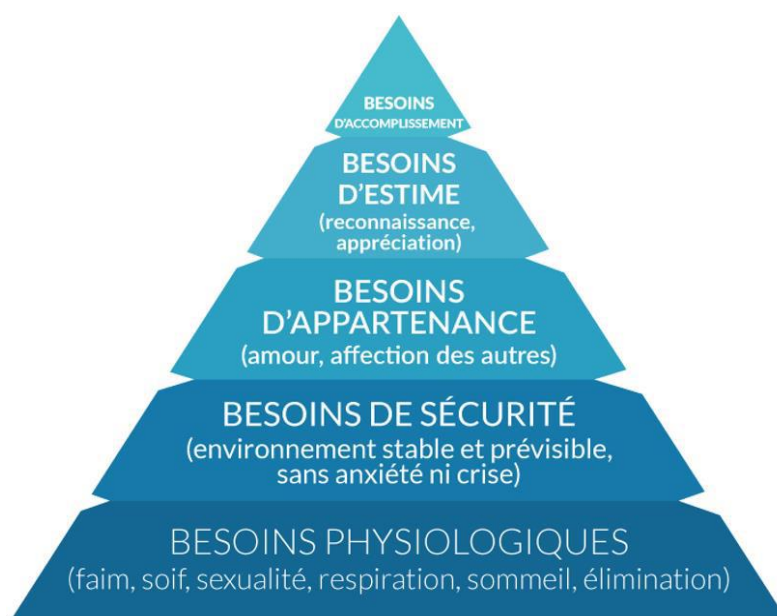 BESOINS
D'ACCOMPLISSEMENT
BESOINS
D'ESTIME
(reconnaissance,
appréciation)
BESOINS
D'APPARTENANCE
(amour, affection des autres)
BESOINS DE SÉCURITÉ
(environnement stable et prévisible,
sans anxiété ni crise)
BESOINS PHYSIOLOGIQUES
(faim, soif, sexualité, respiration, sommeil, élimination)